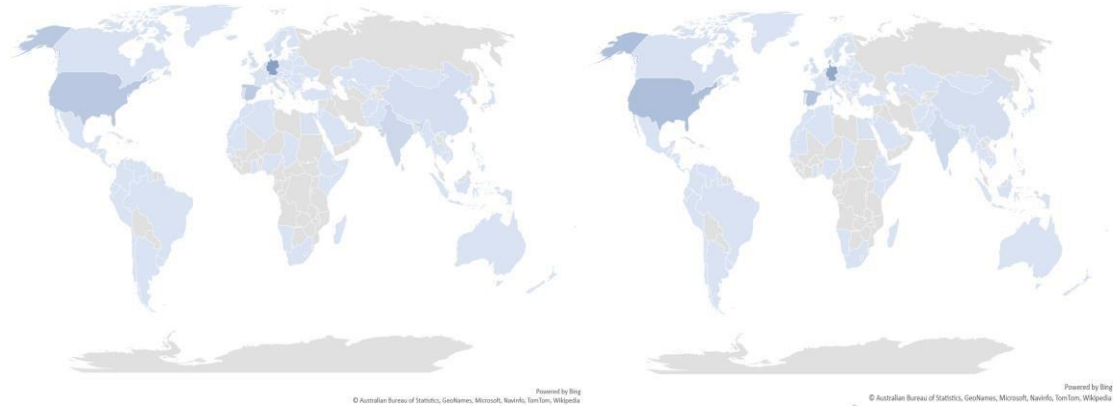 Powered by Bing
© Australian Bureau of Statistics, GeoNames, Microsoft, Navinfo, TomTom, Wikipedia
Powered by Bing
© Australian Bureau of Statistics, GeoNames, Microsoft, Navinfo, TomTom, Wikipedia